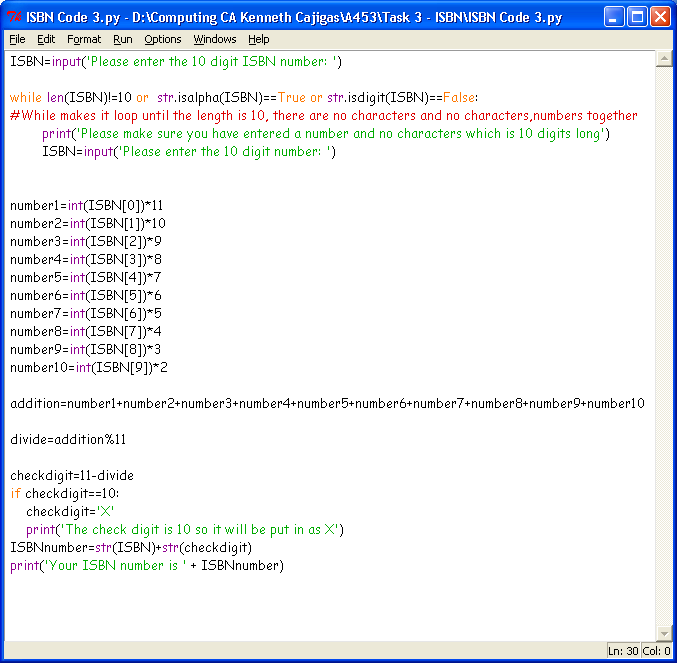 ISBN Code 3.py - D:\Computing CA Kenneth Cajigas\A453\Task 3 - ISBN\ISBN Code 3.py
File Edit Format Run Options Windows Help
ISBN=input('Please enter the 10 digit ISBN number: ')
while len(ISBN)!=10 or  str.isalpha(ISBN)==True or str.isdigit(ISBN)==False:
#While makes it loop until the length is 10, there are no characters and no characters,numbers together
        print('Please make sure you have entered a number and no characters which is 10 digits long')
        ISBN=input('Please enter the 10 digit number: ')
number1=int(ISBN[0])*11
number2=int(ISBN[1])*10
number3=int(ISBN[2])*9
number4=int(ISBN[3])*8
number5=int(ISBN[4])*7
number6=int(ISBN[5])*6
number7=int(ISBN[6])*5
number8=int(ISBN[7])*4
number9=int(ISBN[8])*3
number10=int(ISBN[9])*2
addition=number1+number2+number3+number4+number5+number6+number7+number8+number9+number10
divide=addition%11
checkdigit=11-divide
if checkdigit==10:
    checkdigit='X'
    print('The check digit is 10 so it will be put in as X')
ISBNnumber=str(ISBN)+str(checkdigit)
print('Your ISBN number is ' + ISBNnumber)
Ln: 30 Col: 0